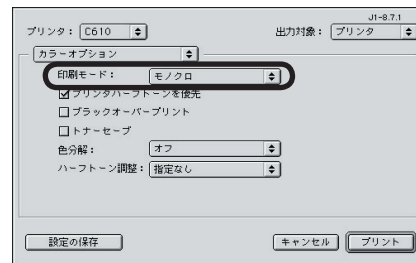 J1-8.7.1
プリンタ： C610 出力対象： プリンタ
カラーオプション
印刷モード： モノクロ
プリンタハーフトーンを優先
ブラックオーバープリント
トナーセーブ
色分解： オフ
ハーフトーン調整： 指定なし
設定の保存 キャンセル プリント